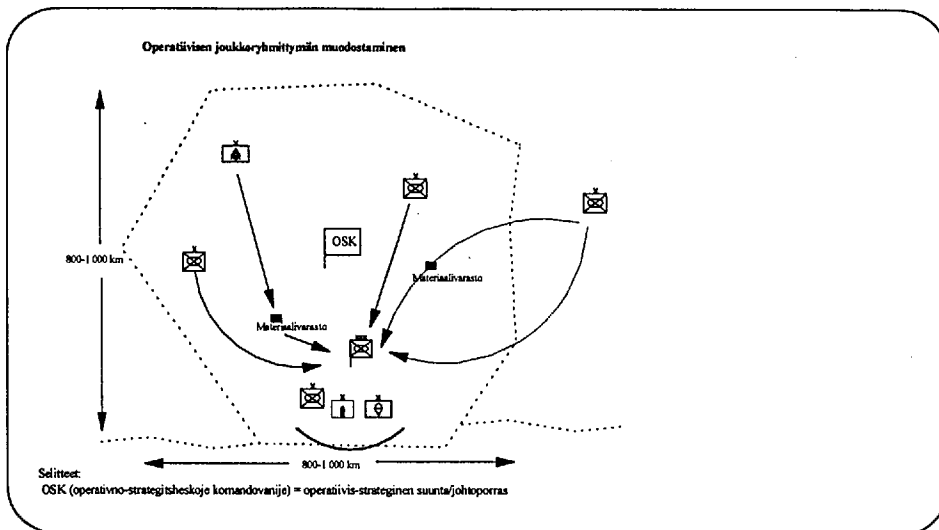 Operatiivisen joukkoryhmittymän muodostaminen
OSK
800-1 000 km
Materiaalivarasto
Materiaalivarasto
800-1 000 km
Selitteet:
OSK (operativno-strategitsheskoje komandovanije) = operatiivis-strateginen suunta/johtoporras